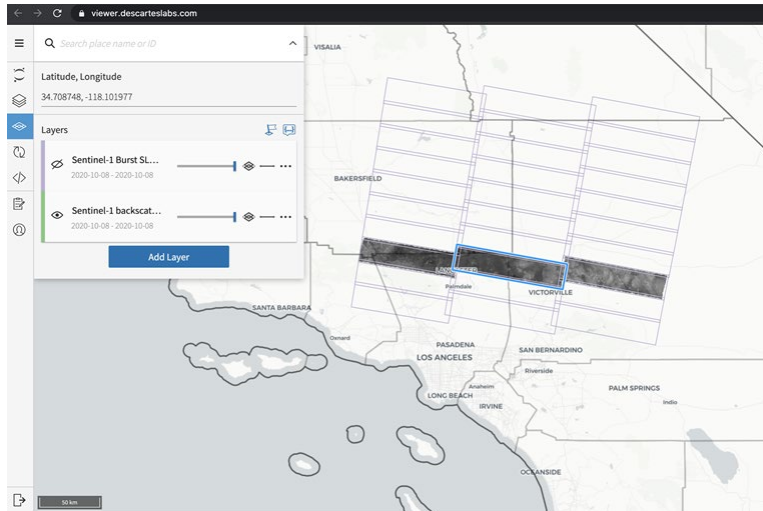 viewer.descarteslabs.com
Search place name or ID
Latitude, Longitude
34.708748, -118.101977
Layers
Sentinel-1 Burst SL...
2020-10-08 - 2020-10-08
Sentinel-1 backscat...
2020-10-08 - 2020-10-08
Add Layer
VISALIA
BAKERSFIELD
Palmdale
VICTORVILLE
SANTA BARBARA
Oxnard
PASADENA
LOS ANGELES
SAN BERNARDINO
Riverside
Anaheim
LONG BEACH
IRVINE
PALM SPRINGS
Indio
OCEANSIDE
50 km